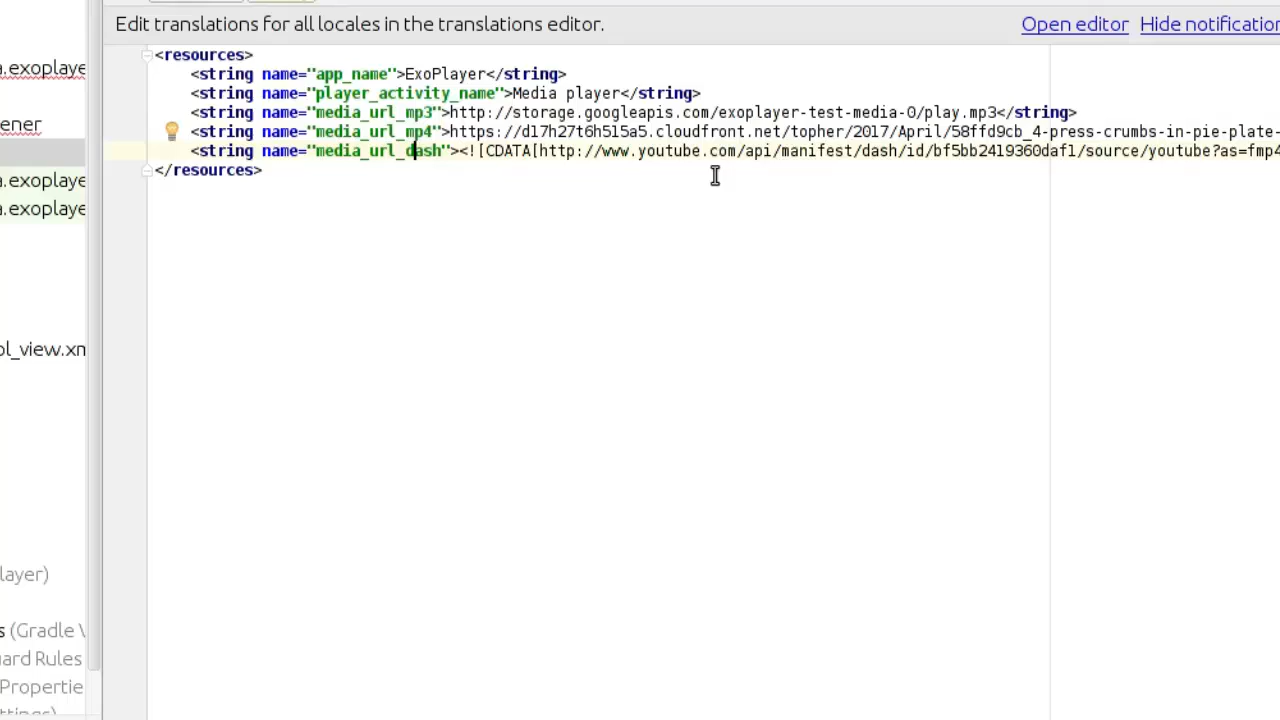 Edit translations for all locales in the translations editor. Open editor Hide notification
<resources>
<string name="app_name">ExoPlayer</string>
<string name="player_activity_name">Media player</string>
<string name="media_url_mp3">http://storage.googleapis.com/exoplayer-test-media-0/play.mp3</string>
<string name="media_url_mp4">https://d17h27t6h515a5.cloudfront.net/topher/2017/April/58ffd9cb_4-press-crumbs-in-pie-plate-
<string name="media_url_dash"><![CDATA[http://www.youtube.com/api/manifest/dash/id/bf5bb2419360daf1/source/youtube?as=fmp4
</resources>
a.exoplaye
ener
a.exoplaye
a.exoplaye
ol_view.xm
layer)
s (Gradle V
uard Rules
Propertie
ttings)